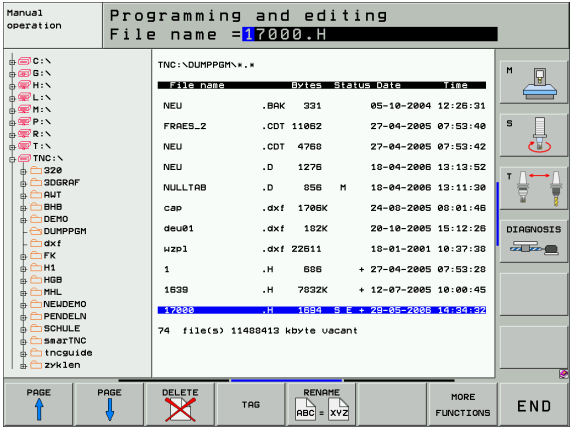 Manual
operation
Programming and editing
File name =17000.H
C:\
G:\
H:\
L:\
M:\
P:\
R:\
T:\
TNC:\
320
3DGRAF
AWT
BHB
DEMO
DUMPPGM
dxf
FK
H1
HGB
MHL
NEWDEMO
PENDELN
SCHULE
smarTNC
tncguide
zyklen
TNC:\DUMPPGM\*.*
File name Bytes Status Date Time
NEU .BAK 331 05-10-2004 12:26:31
FRAES_2 .CDT 11062 27-04-2005 07:53:40
NEU .CDT 4768 27-04-2005 07:53:42
NEU .D 1276 18-04-2006 13:13:52
NULLTAB .D 856 M 18-04-2006 13:11:30
cap .dxf 1706K 24-08-2005 08:01:46
deu01 .dxf 182K 20-10-2005 15:12:26
wzpl .dxf 22611 18-01-2001 10:37:38
1 .H 686 + 27-04-2005 07:53:28
1639 .H 7832K + 12-07-2005 10:00:45
17000 .H 1694 S E + 29-05-2006 14:34:32
74 file(s) 11488413 kbyte vacant
M
S
T
DIAGNOSIS
PAGE
PAGE
DELETE
TAG
RENAME
ABC = XYZ
MORE
FUNCTIONS
END